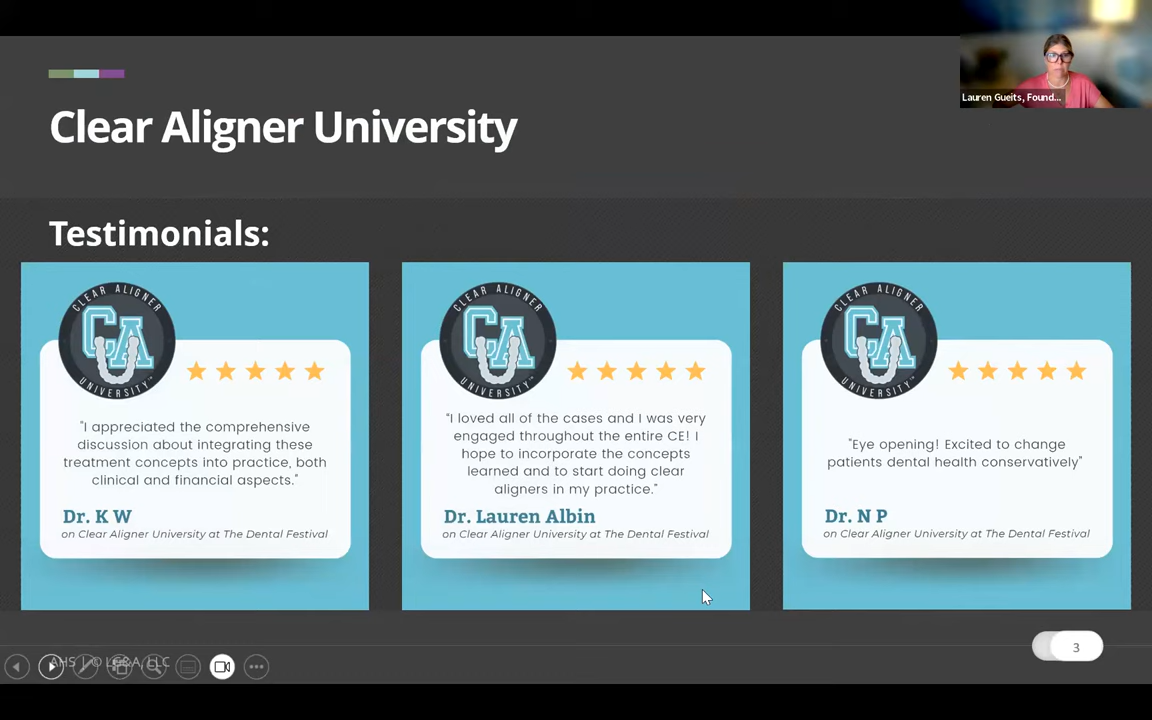 Lauren Gueits, Found...
Clear Aligner University
Testimonials:
CLEAR ALIGNER
CA
UNIVERSITY
"I appreciated the comprehensive
discussion about integrating these
treatment concepts into practice, both
clinical and financial aspects."
Dr. K W
on Clear Aligner University at The Dental Festival
CLEAR ALIGNER
CA
UNIVERSITY
"I loved all of the cases and I was very
engaged throughout the entire CE! I
hope to incorporate the concepts
learned and to start doing clear
aligners in my practice."
Dr. Lauren Albin
on Clear Aligner University at The Dental Festival
CLEAR ALIGNER
CA
UNIVERSITY
"Eye opening! Excited to change
patients dental health conservatively"
Dr. N P
on Clear Aligner University at The Dental Festival
AHS | © LG&A, LLC
3